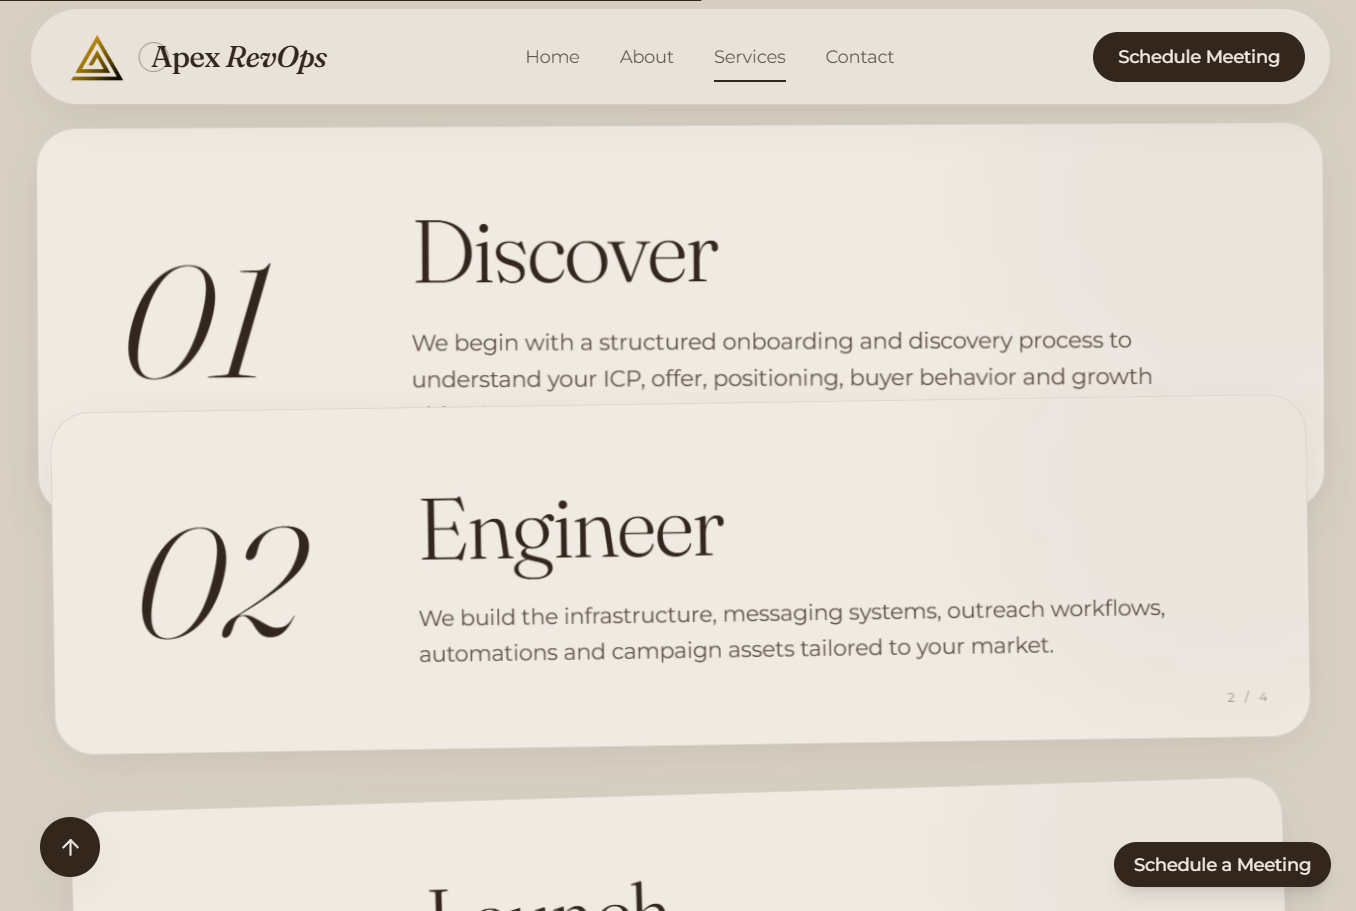 Apex RevOps
Home
About
Services
Contact
Schedule Meeting
01
Discover
We begin with a structured onboarding and discovery process to
understand your ICP, offer, positioning, buyer behavior and growth
02
Engineer
We build the infrastructure, messaging systems, outreach workflows,
automations and campaign assets tailored to your market.
2 / 4
Launch
Schedule a Meeting